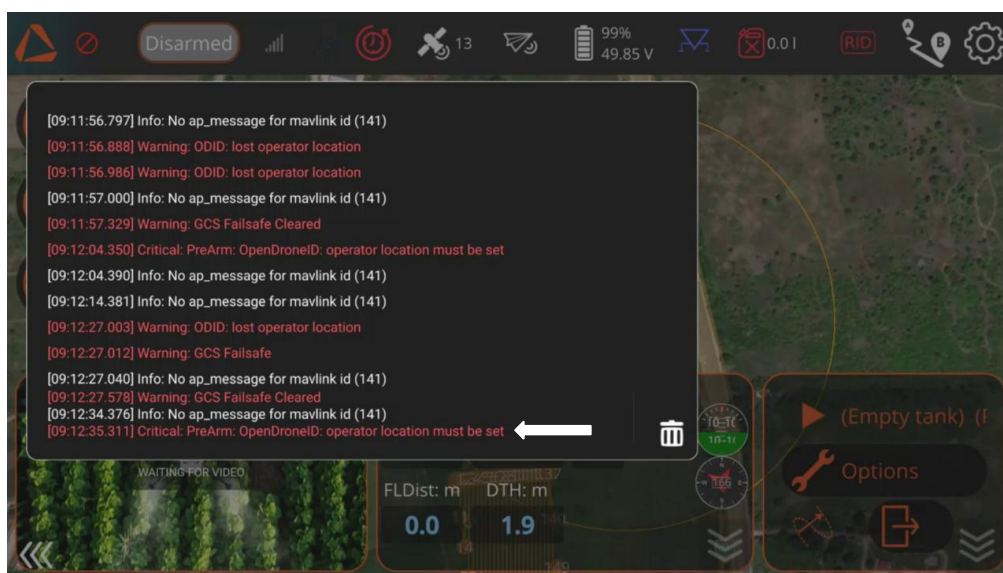 Disarmed
13
99%
49.85 V
0.0 l
RID
A
B
[09:11:56.797] Info: No ap_message for mavlink id (141)
[09:11:56.888] Warning: ODID: lost operator location
[09:11:56.986] Warning: ODID: lost operator location
[09:11:57.000] Info: No ap_message for mavlink id (141)
[09:11:57.329] Warning: GCS Failsafe Cleared
[09:12:04.350] Critical: PreArm: OpenDroneID: operator location must be set
[09:12:04.390] Info: No ap_message for mavlink id (141)
[09:12:14.381] Info: No ap_message for mavlink id (141)
[09:12:27.003] Warning: ODID: lost operator location
[09:12:27.012] Warning: GCS Failsafe
[09:12:27.040] Info: No ap_message for mavlink id (141)
[09:12:27.578] Warning: GCS Failsafe Cleared
[09:12:34.376] Info: No ap_message for mavlink id (141)
[09:12:35.311] Critical: PreArm: OpenDroneID: operator location must be set
WAITING FOR VIDEO
FLDist: m DTH: m
0.0 1.9
14
149
166
(Empty tank) (F
Options